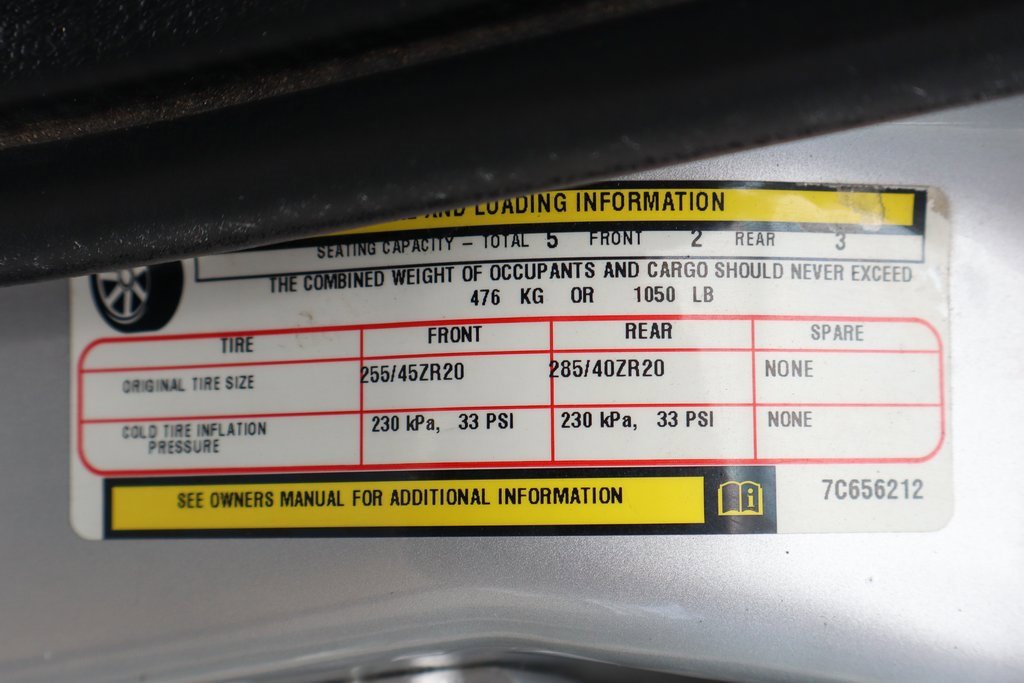 AND LOADING INFORMATION
SEATING CAPACITY – TOTAL 5 FRONT 2 REAR 3
THE COMBINED WEIGHT OF OCCUPANTS AND CARGO SHOULD NEVER EXCEED
476 KG OR 1050 LB
TIRE FRONT REAR SPARE
ORIGINAL TIRE SIZE 255/45ZR20 285/40ZR20 NONE
COLD TIRE INFLATION
PRESSURE 230 kPa, 33 PSI 230 kPa, 33 PSI NONE
SEE OWNERS MANUAL FOR ADDITIONAL INFORMATION
7C656212